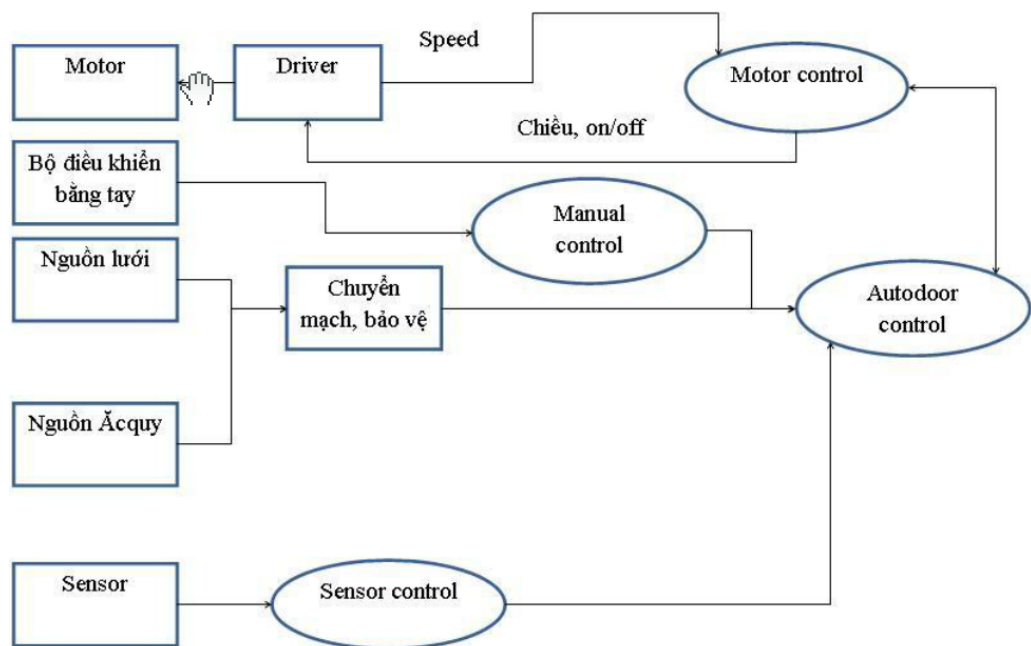 Speed
Motor
Driver
Motor control
Chiều, on/off
Bộ điều khiển
bằng tay
Manual
control
Nguồn lưới
Chuyển
mạch, bảo vệ
Autodoor
control
Nguồn Ăcquy
Sensor
Sensor control